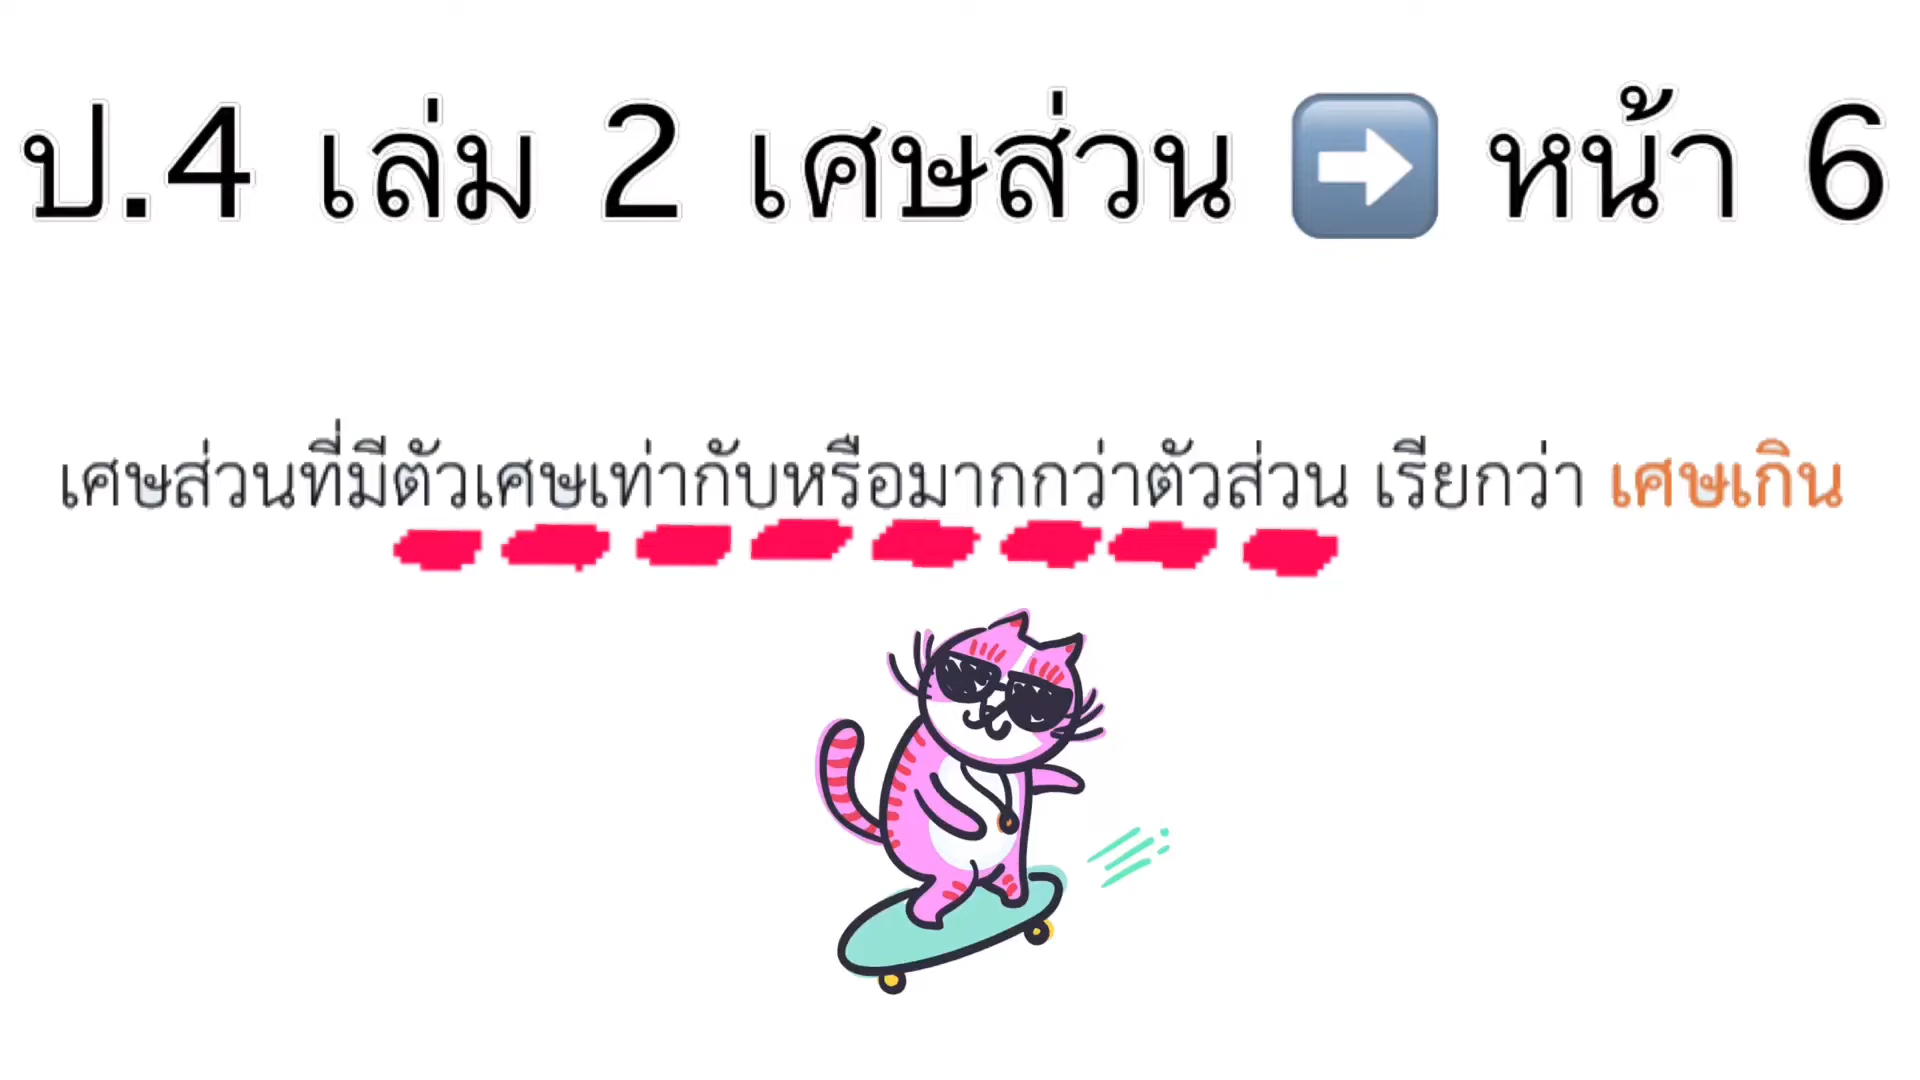 ป.4 เล่ม 2 เศษส่วน ➡️ หน้า 6
เศษส่วนที่มีตัวเศษเท่ากับหรือมากกว่าตัวส่วน เรียกว่า เศษเกิน